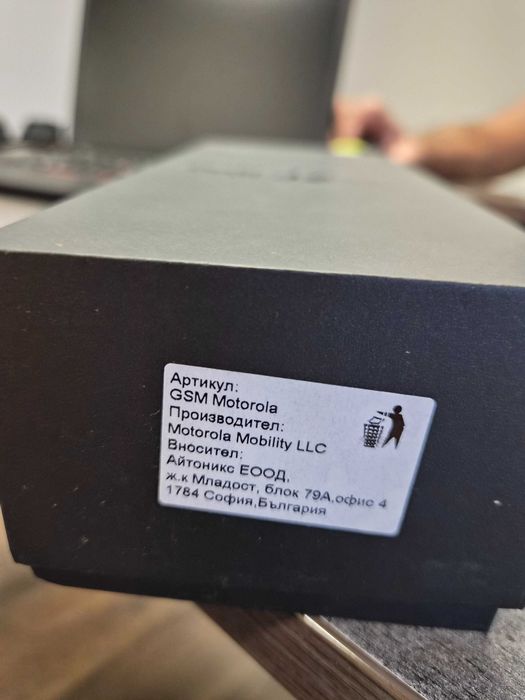 Артикул:
GSM Motorola
Производител:
Motorola Mobility LLC
Вносител:
Айтоникс ЕООД,
ж.к Младост, блок 79А,офис 4
1784 София,България